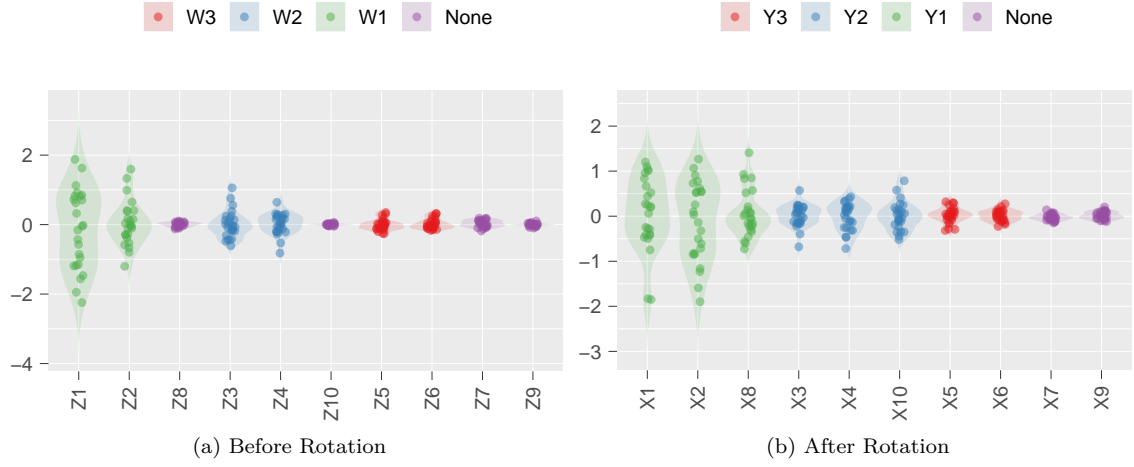 W3 W2 W1 None
2
0
−2
−4
Z1 Z2 Z8 Z3 Z4 Z10 Z5 Z6 Z7 Z9
(a) Before Rotation
Y3 Y2 Y1 None
2
1
0
−1
−2
−3
X1 X2 X8 X3 X4 X10 X5 X6 X7 X9
(b) After Rotation